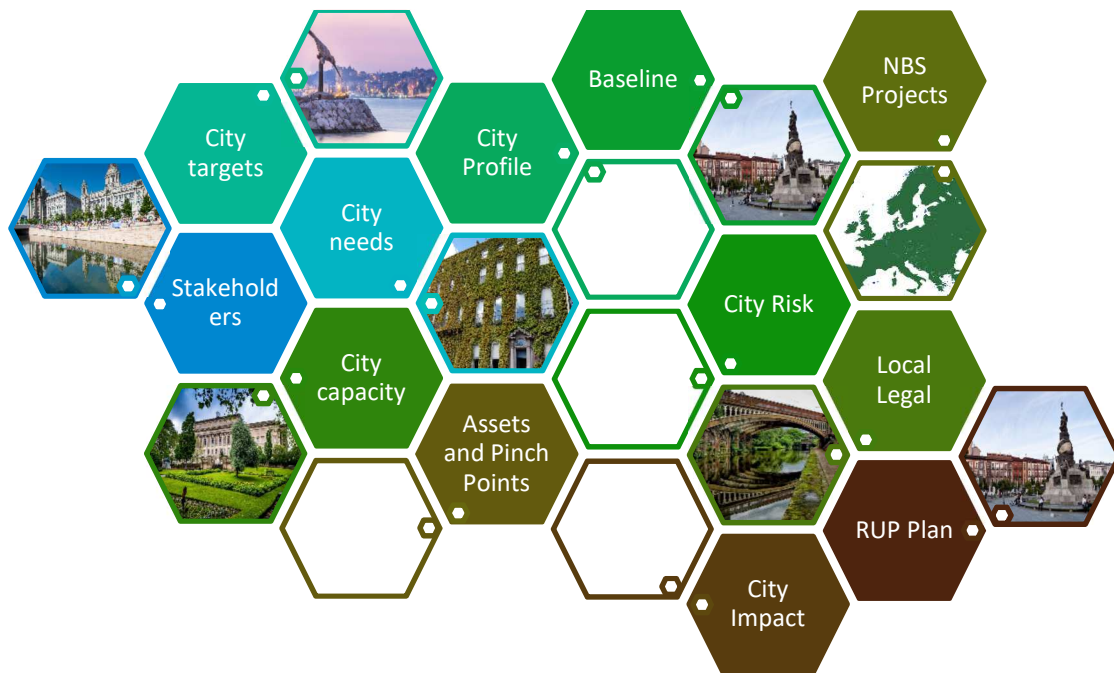 Baseline
NBS
Projects
City
targets
City
Profile
City
needs
Stakehold
ers
City Risk
City
capacity
Local
Legal
Assets
and Pinch
Points
RUP Plan
City
Impact